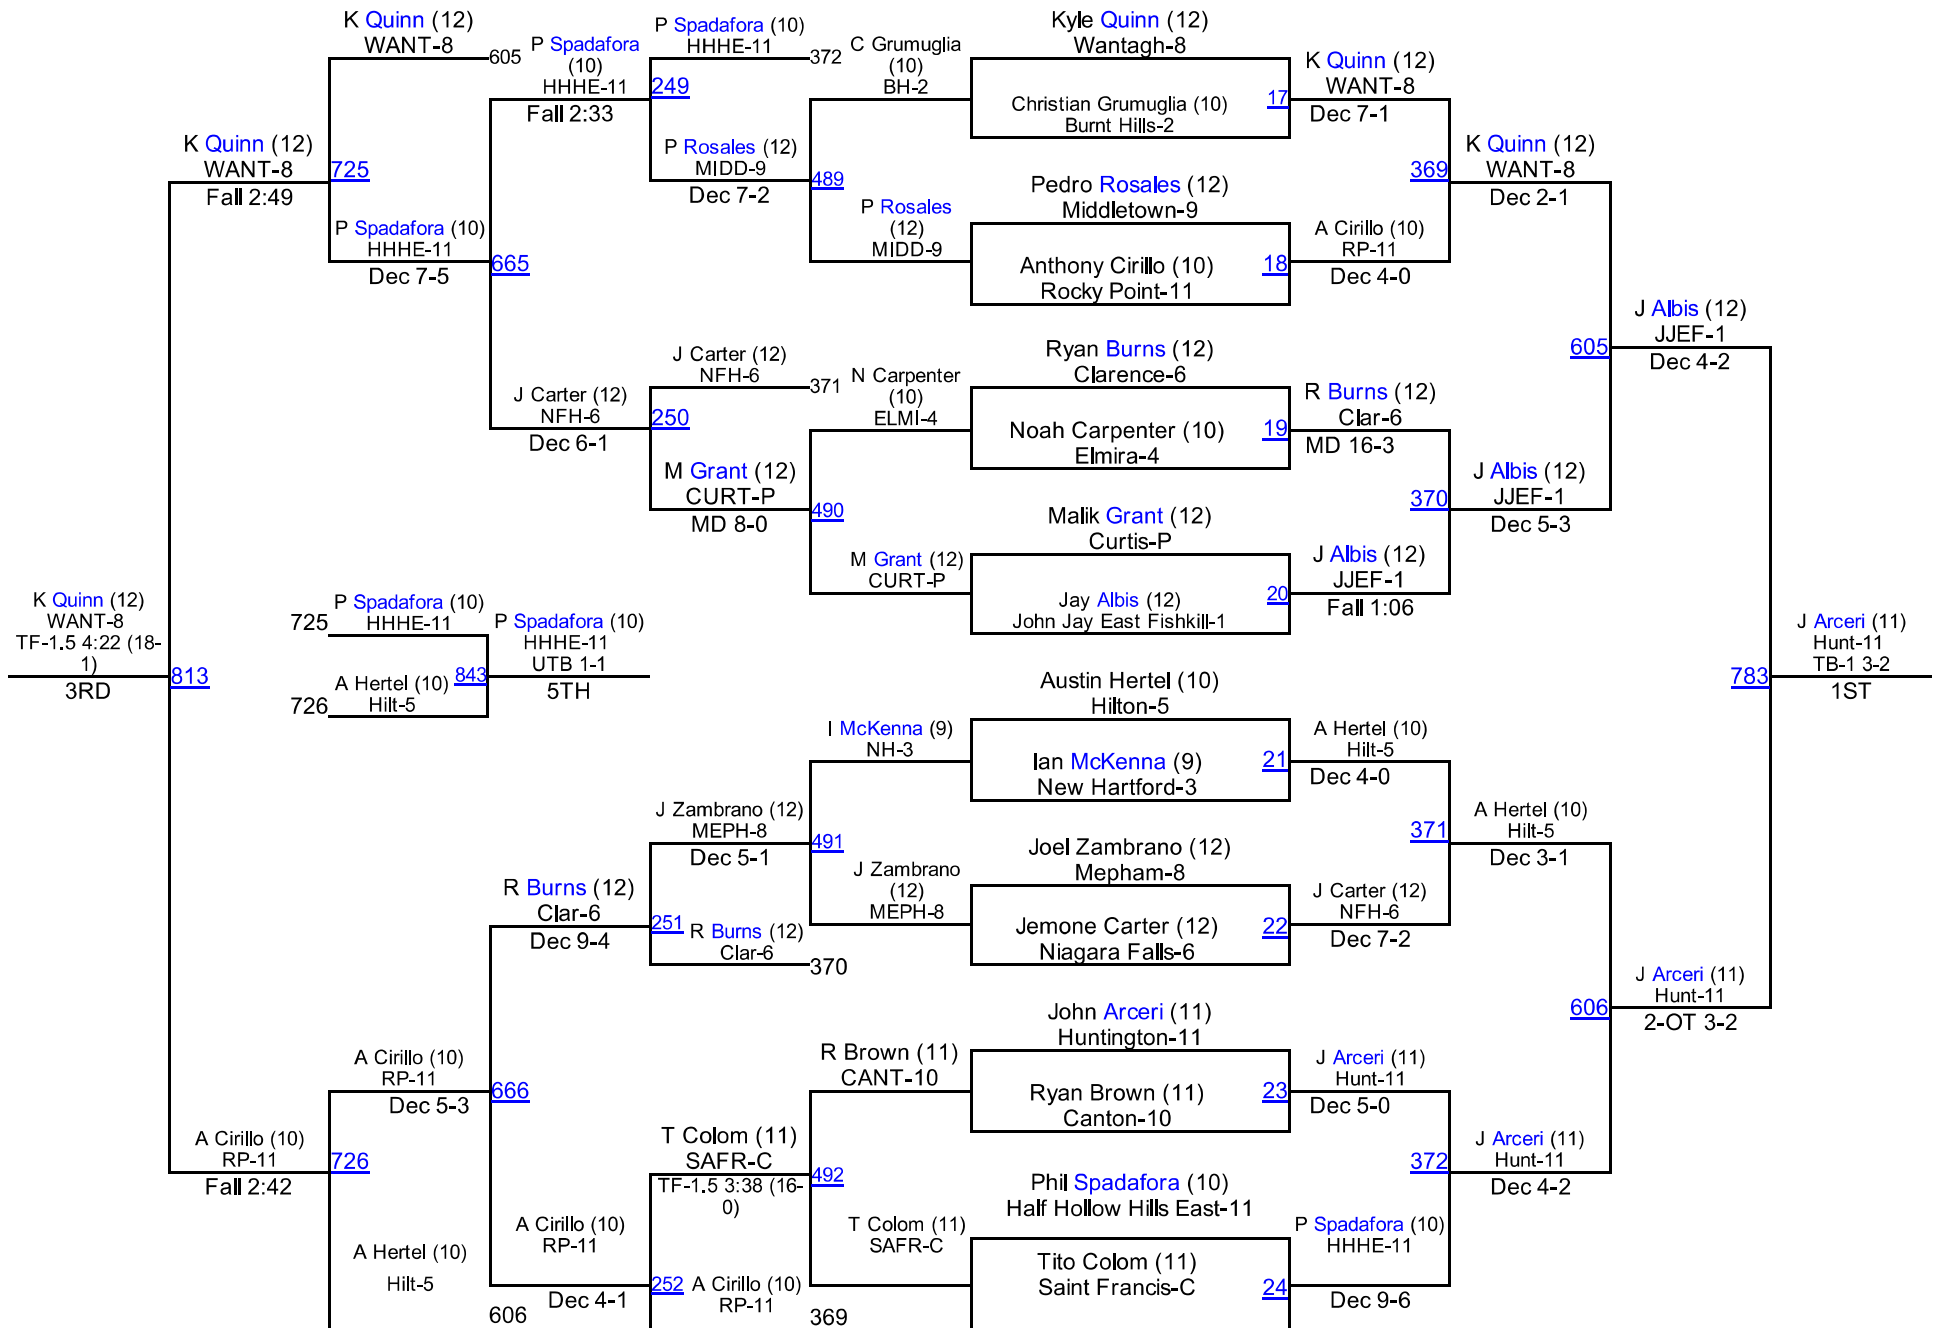 K Quinn (12)
WANT-8
605
P Spadafora
(10)
HHHE-11
Fall 2:33
P Spadafora (10)
HHHE-11
372
249
C Grumuglia
(10)
BH-2
Kyle Quinn (12)
Wantagh-8
Christian Grumuglia (10)
Burnt Hills-2
17
K Quinn (12)
WANT-8
Dec 7-1
K Quinn (12)
WANT-8
Fall 2:49
725
P Rosales (12)
MIDD-9
Dec 7-2
489
Pedro Rosales (12)
Middletown-9
369
K Quinn (12)
WANT-8
Dec 2-1
P Spadafora (10)
HHHE-11
Dec 7-5
665
P Rosales
(12)
MIDD-9
Anthony Cirillo (10)
Rocky Point-11
18
A Cirillo (10)
RP-11
Dec 4-0
J Carter (12)
NFH-6
371
N Carpenter
(10)
ELMI-4
Ryan Burns (12)
Clarence-6
605
J Albis (12)
JJEF-1
Dec 4-2
J Carter (12)
NFH-6
Dec 6-1
250
Noah Carpenter (10)
Elmira-4
19
R Burns (12)
Clar-6
MD 16-3
M Grant (12)
CURT-P
MD 8-0
490
Malik Grant (12)
Curtis-P
370
J Albis (12)
JJEF-1
Dec 5-3
M Grant (12)
CURT-P
Jay Albis (12)
John Jay East Fishkill-1
20
J Albis (12)
JJEF-1
Fall 1:06
K Quinn (12)
WANT-8
TF-1.5 4:22 (18-
1)
3RD
813
725
P Spadafora (10)
HHHE-11
726
A Hertel (10)
Hilt-5
843
P Spadafora (10)
HHHE-11
UTB 1-1
5TH
783
J Arceri (11)
Hunt-11
TB-1 3-2
1ST
Austin Hertel (10)
Hilton-5
I McKenna (9)
NH-3
Ian McKenna (9)
New Hartford-3
21
A Hertel (10)
Hilt-5
Dec 4-0
J Zambrano (12)
MEPH-8
Dec 5-1
491
Joel Zambrano (12)
Mepham-8
371
A Hertel (10)
Hilt-5
Dec 3-1
R Burns (12)
Clar-6
Dec 9-4
251
R Burns (12)
Clar-6
370
J Zambrano
(12)
MEPH-8
Jemone Carter (12)
Niagara Falls-6
22
J Carter (12)
NFH-6
Dec 7-2
606
J Arceri (11)
Hunt-11
2-OT 3-2
John Arceri (11)
Huntington-11
A Cirillo (10)
RP-11
Dec 5-3
666
R Brown (11)
CANT-10
Ryan Brown (11)
Canton-10
23
J Arceri (11)
Hunt-11
Dec 5-0
A Cirillo (10)
RP-11
Fall 2:42
726
T Colom (11)
SAFR-C
TF-1.5 3:38 (16-
0)
492
Phil Spadafora (10)
Half Hollow Hills East-11
372
J Arceri (11)
Hunt-11
Dec 4-2
A Hertel (10)
Hilt-5
606
A Cirillo (10)
RP-11
Dec 4-1
252
A Cirillo (10)
RP-11
369
T Colom (11)
SAFR-C
Tito Colom (11)
Saint Francis-C
24
P Spadafora (10)
HHHE-11
Dec 9-6